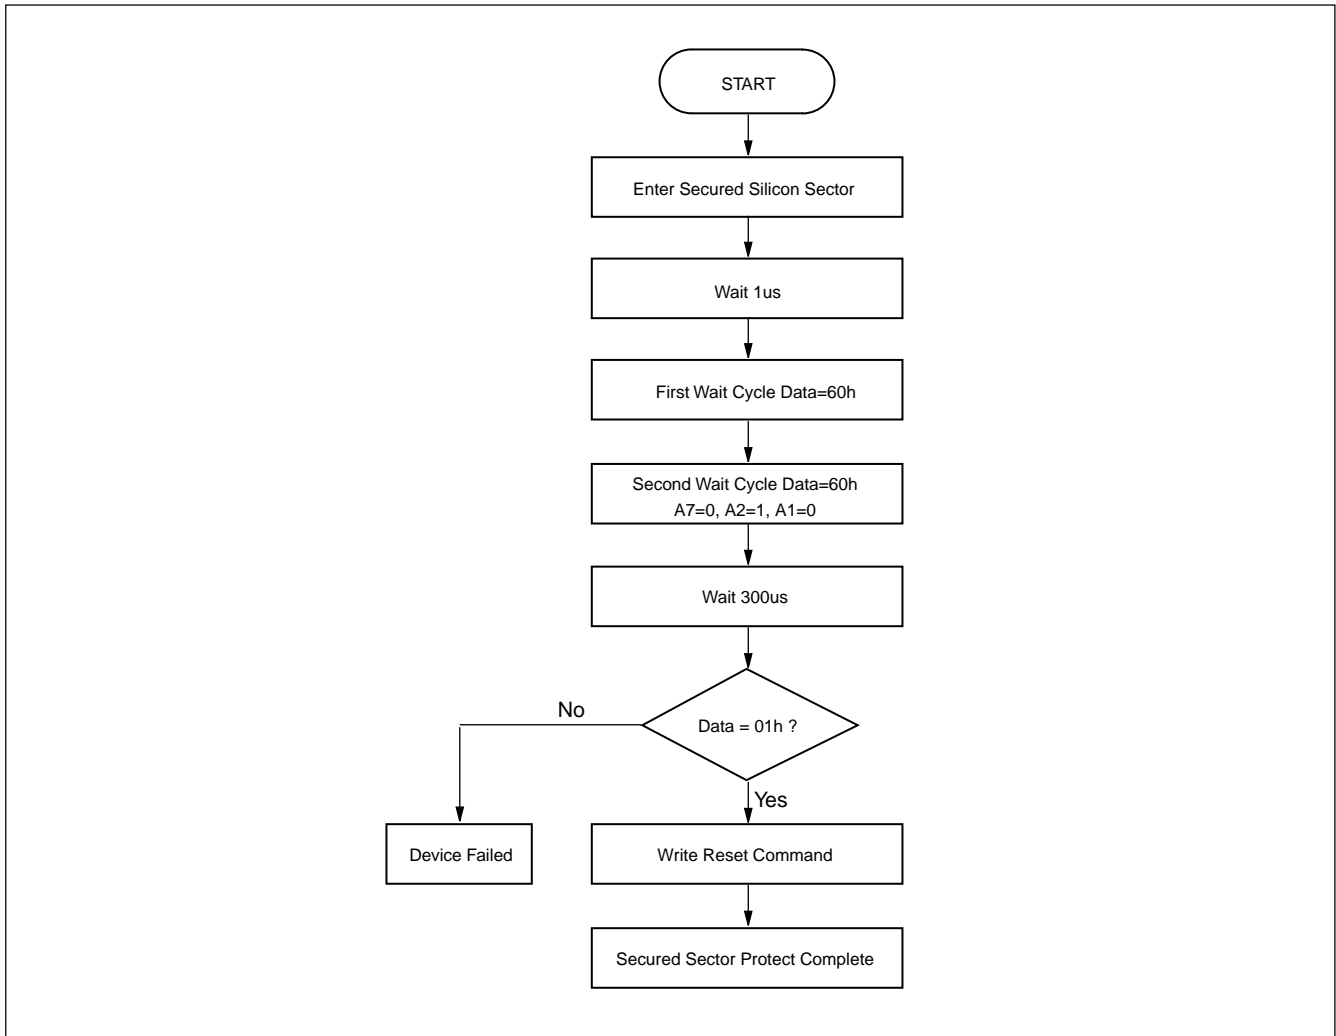 START
Enter Secured Silicon Sector
Wait 1us
First Wait Cycle Data=60h
Second Wait Cycle Data=60h
A7=0, A2=1, A1=0
Wait 300us
No
Data = 01h ?
Yes
Device Failed
Write Reset Command
Secured Sector Protect Complete